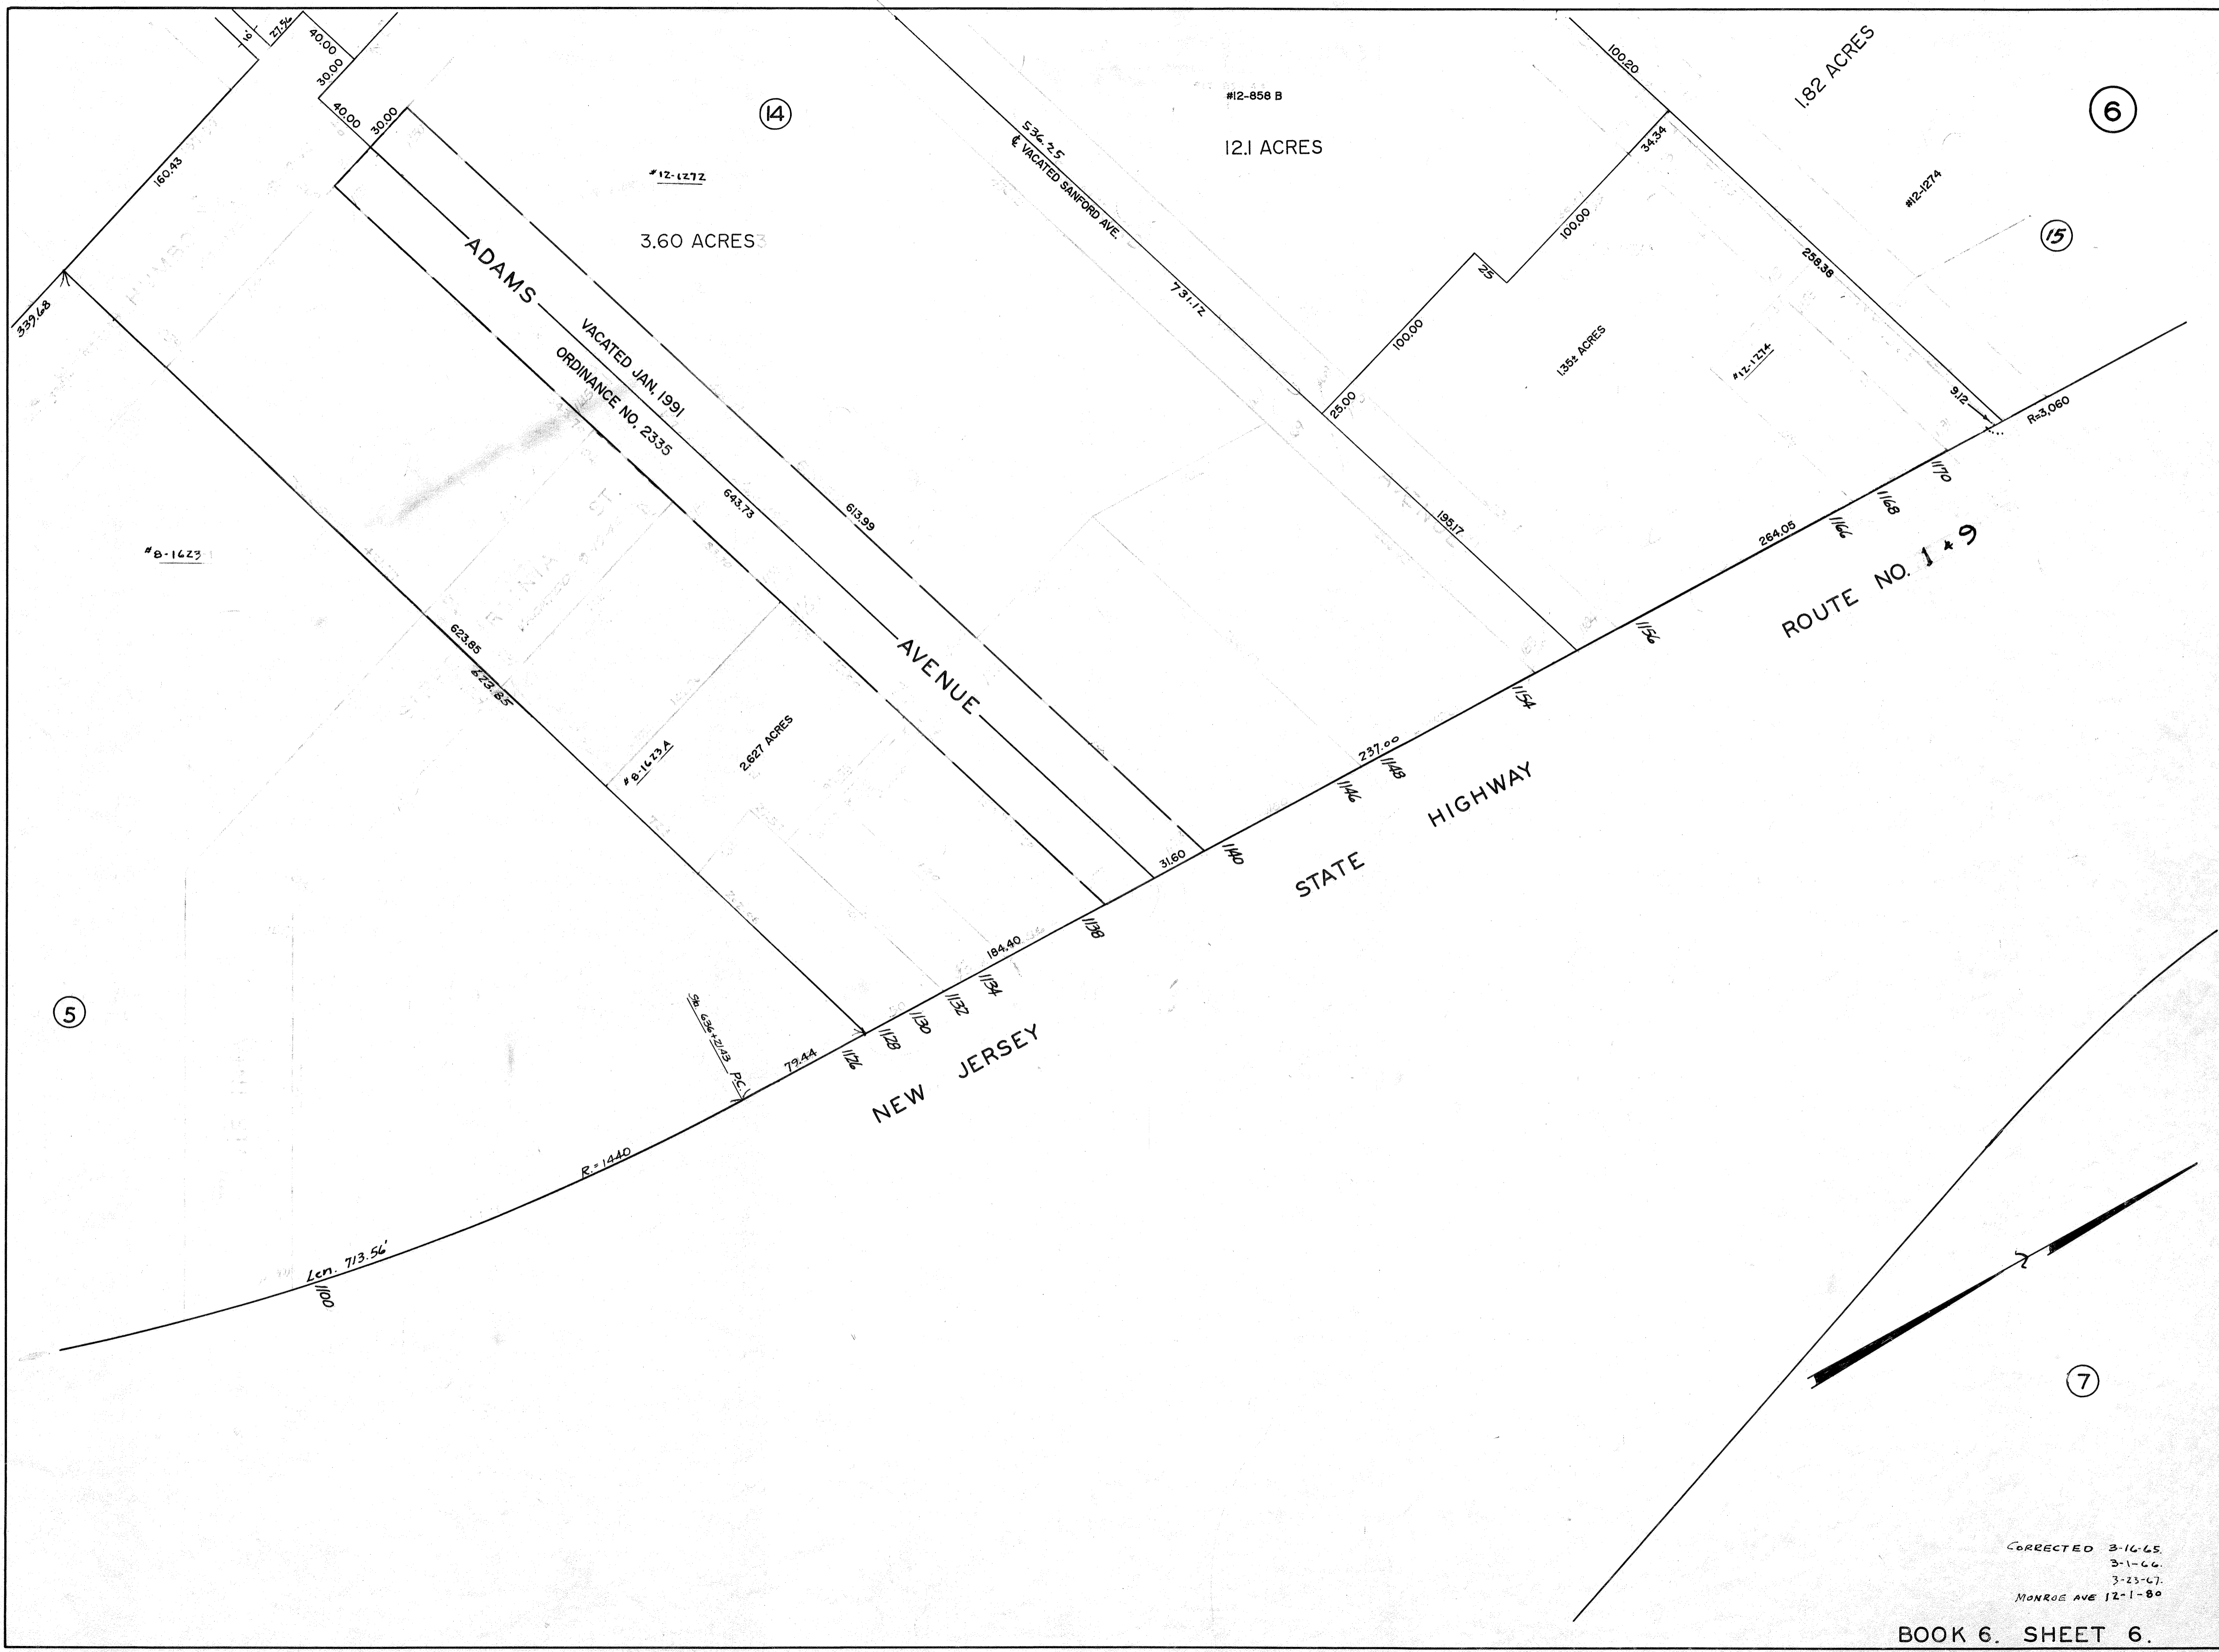 19'
27.56
40.00
30.00
40.00
30.00
160.43
339.68
14
#12-1272
3.60 ACRES
ADAMS
AVENUE
VACATED JAN, 1991
ORDINANCE NO, 2335
643.73
613.99
536.25
₵ VACATED SANFORD AVE.
731.12
#12-858 B
12.1 ACRES
100.20
1.82 ACRES
6
34.34
100.00
25
100.00
25.00
#12-1274
15
258.38
1.35± ACRES
#12-1274
9.12
R=3,060
195.17
264.05
1170
1168
1166
1156
1154
ROUTE NO. 1 + 9
#8-1623
623.85
623.85
#8-1623A
2.627 ACRES
237.00
1148
1146
STATE HIGHWAY
31.60
1140
1138
184.40
1134
1132
1130
1128
1126
NEW JERSEY
5
Sta. 636+21.43 P.C.
79.44
R.=1440
Len. 713.56'
1100
7
CORRECTED 3-16-65.
3-1-66.
3-23-67.
MONROE AVE 12-1-80
BOOK 6. SHEET 6.